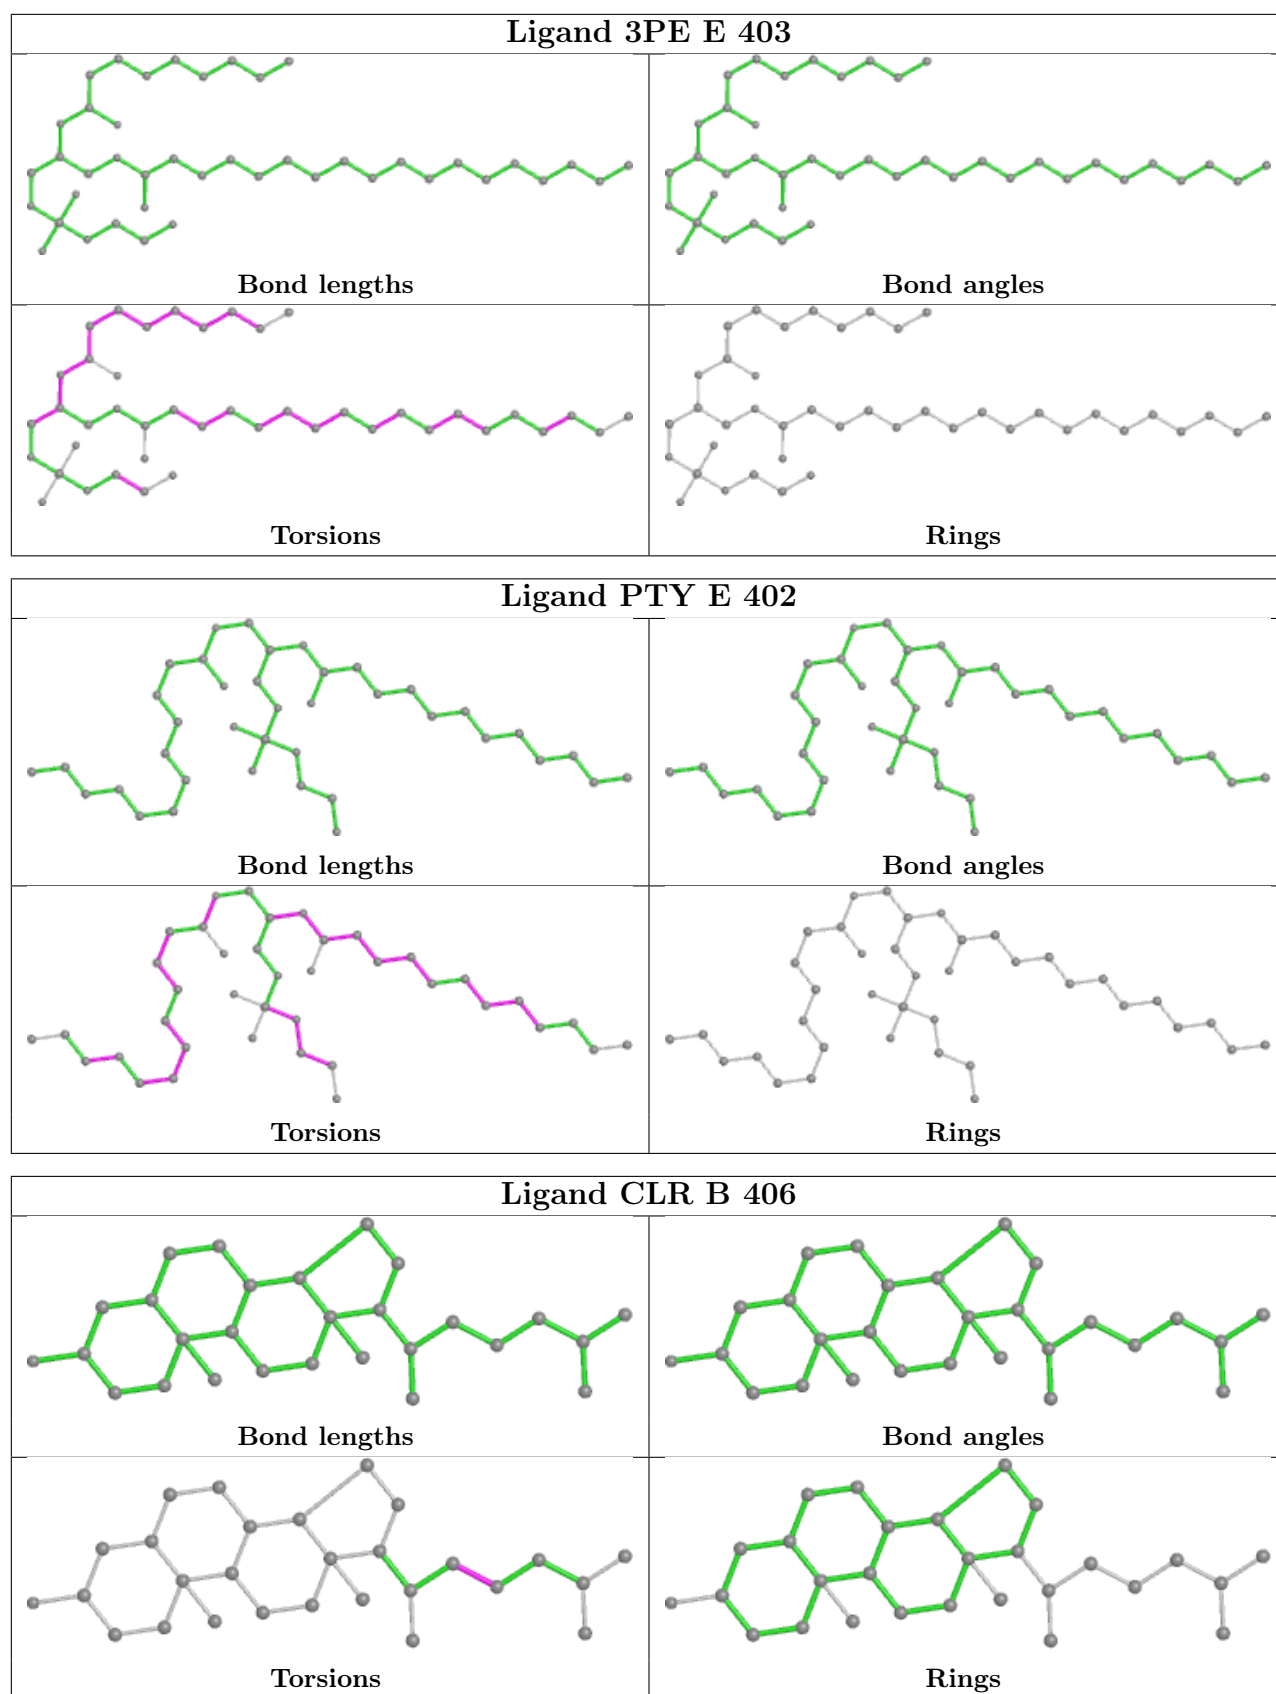 Ligand 3PE E 403
Bond lengths
Bond angles
Torsions
Rings
Ligand PTY E 402
Bond lengths
Bond angles
Torsions
Rings
Ligand CLR B 406
Bond lengths
Bond angles
Torsions
Rings